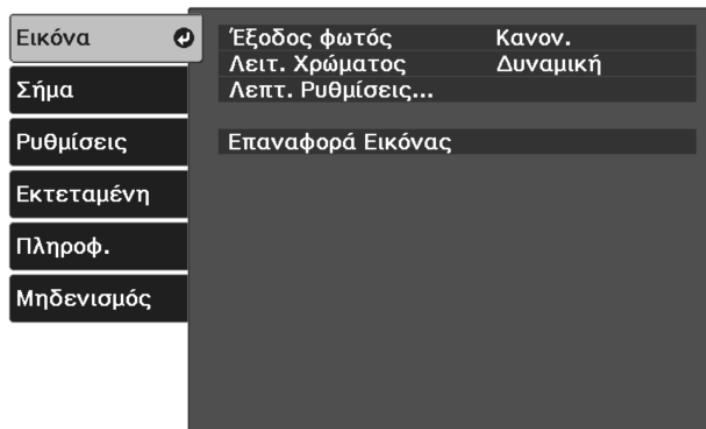 Εικόνα
Σήμα
Ρυθμίσεις
Εκτεταμένη
Πληροφ.
Μηδενισμός
Έξοδος φωτός Κανον.
Λειτ. Χρώματος Δυναμική
Λεπτ. Ρυθμίσεις...
Επαναφορά Εικόνας